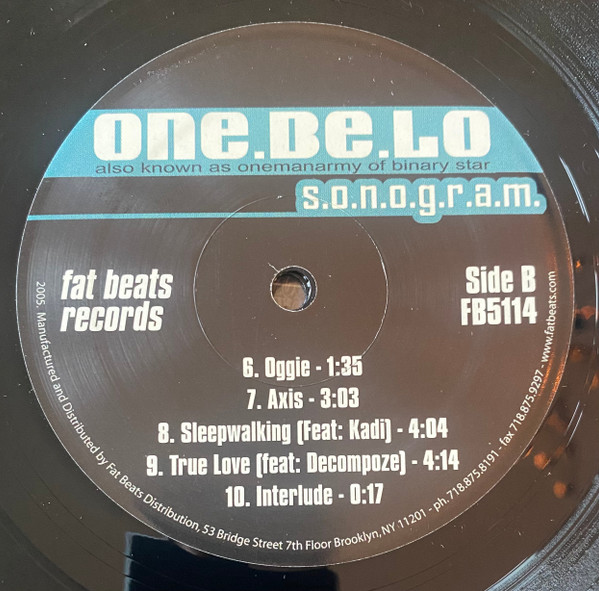 One.Be.Lo
also known as onemanarmy of binary star
s.o.n.o.g.r.a.m.
fat beats
records
Side B
FB5114
6. Oggie - 1:35
7. Axis - 3:03
8. Sleepwalking (Feat: Kadi) - 4:04
9. True Love (feat: Decompoze) - 4:14
10. Interlude - 0:17
2005. Manufactured and Distributed by Fat Beats Distribution, 53 Bridge Street 7th Floor Brooklyn, NY 11201 - ph.718.875.8191 - fax 718.875.9297 - www.fatbeats.com